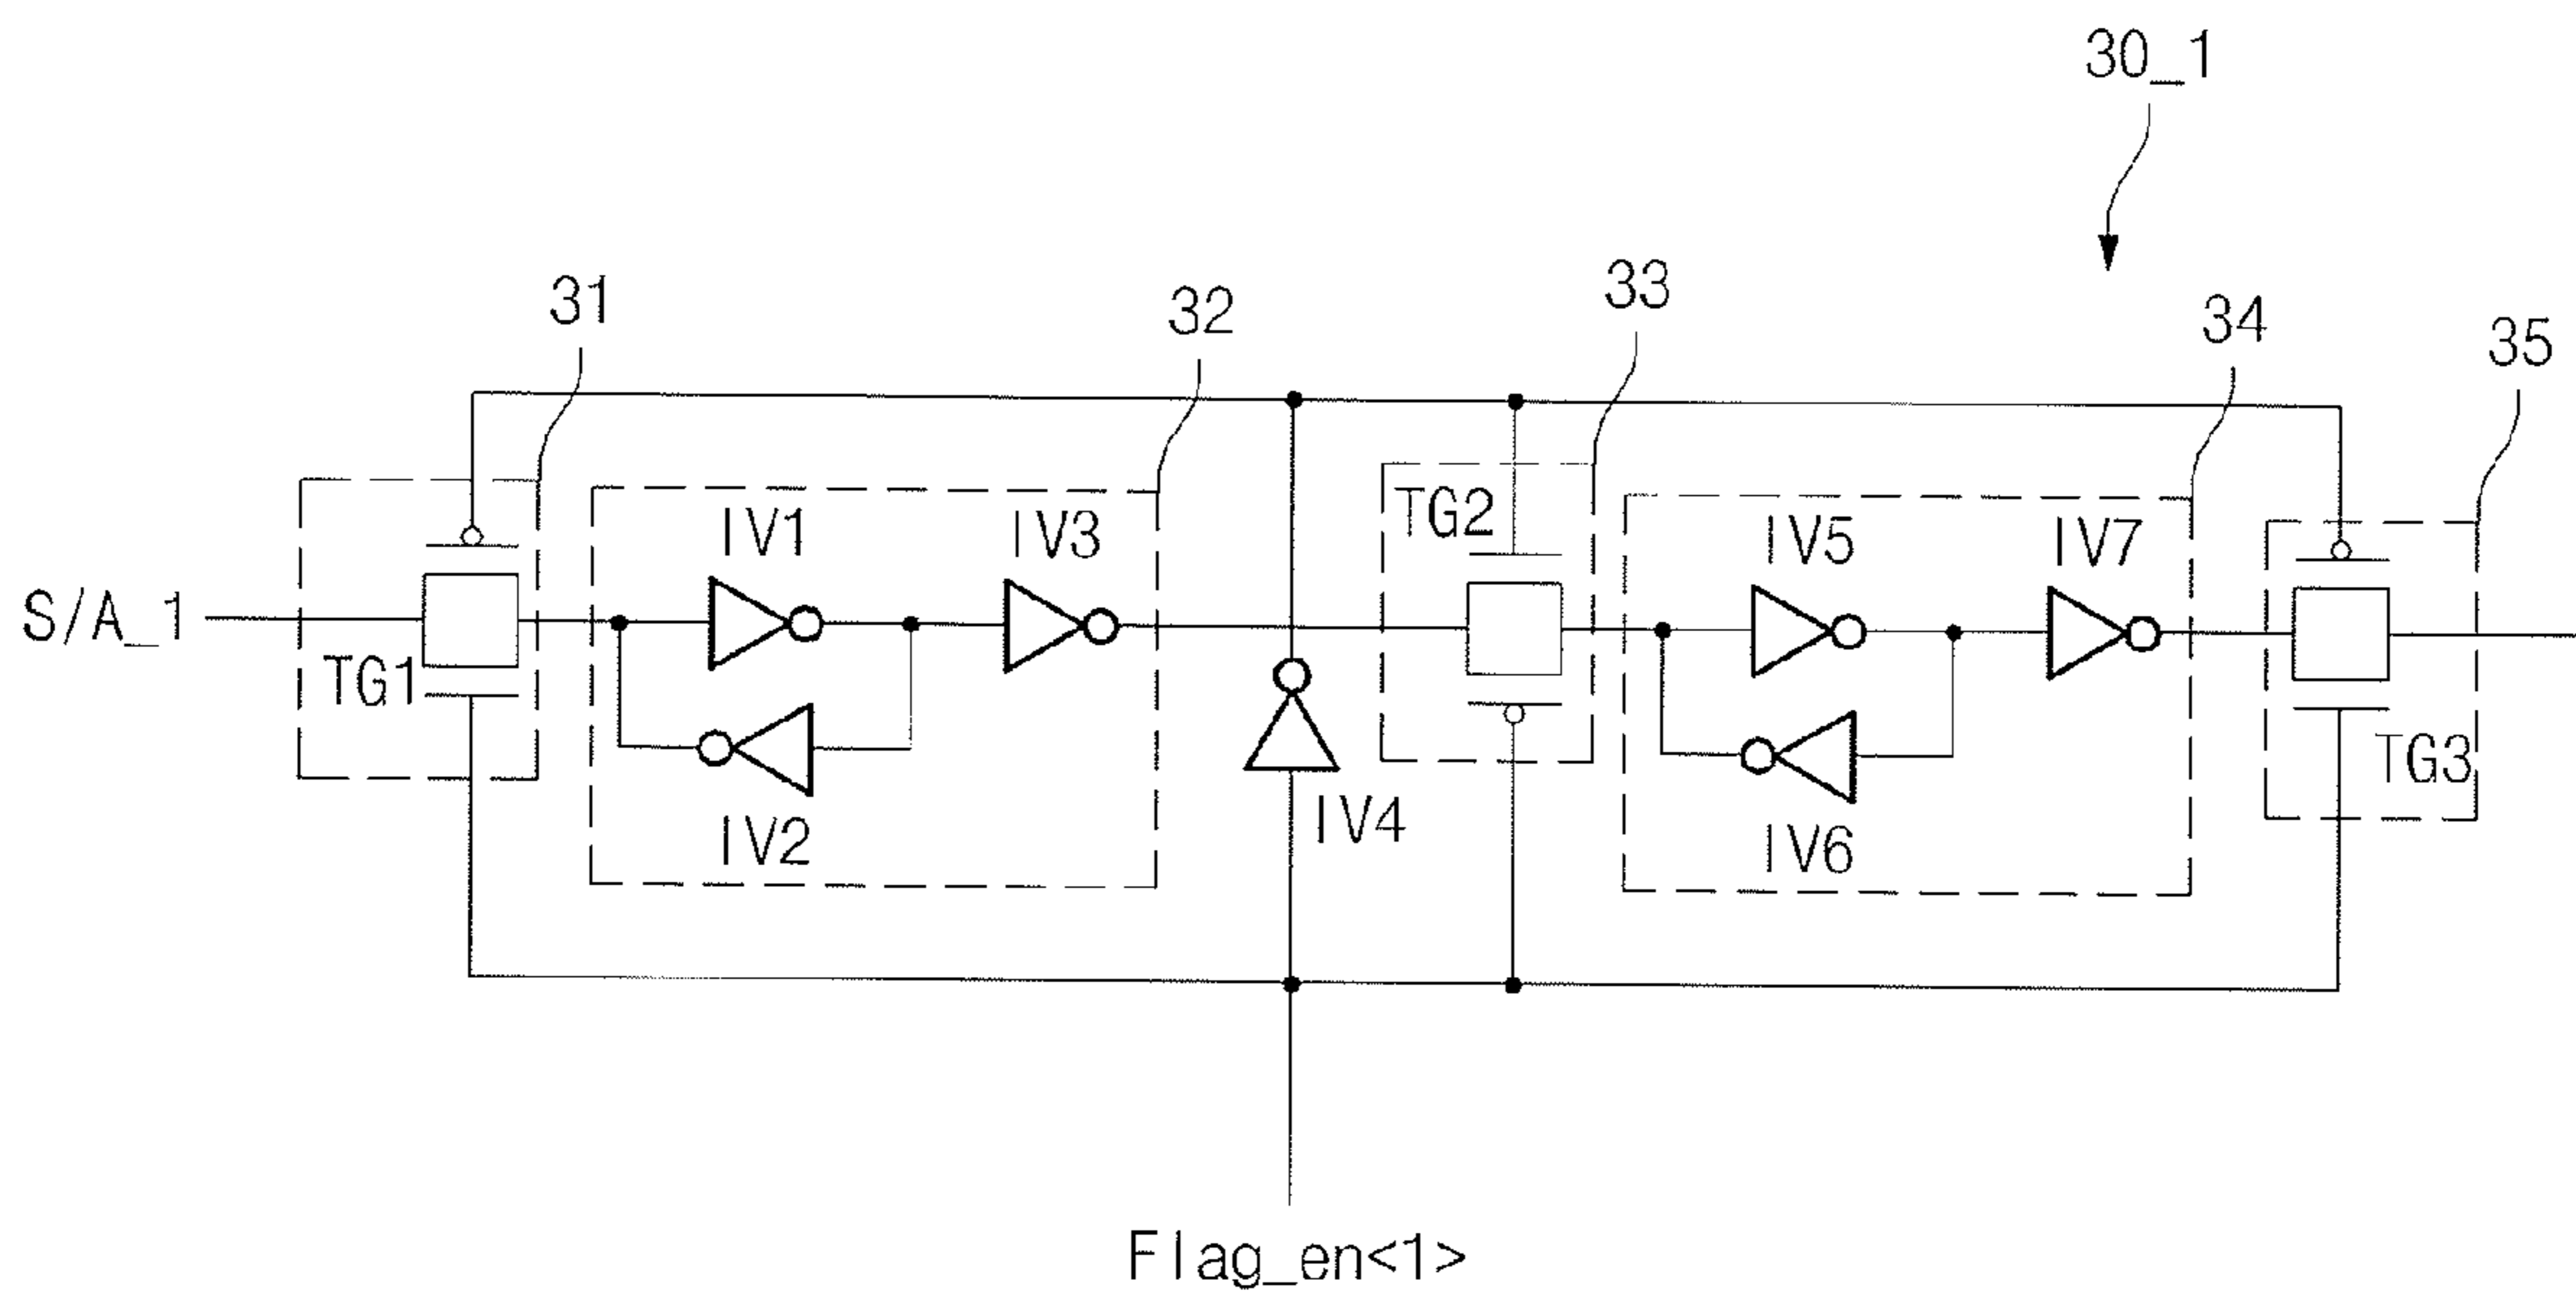 30_1
31
32
33
34
35
TG1
IV1
IV3
TG2
IV5
IV7
S/A_1
IV2
IV4
IV6
TG3
Flag_en<1>